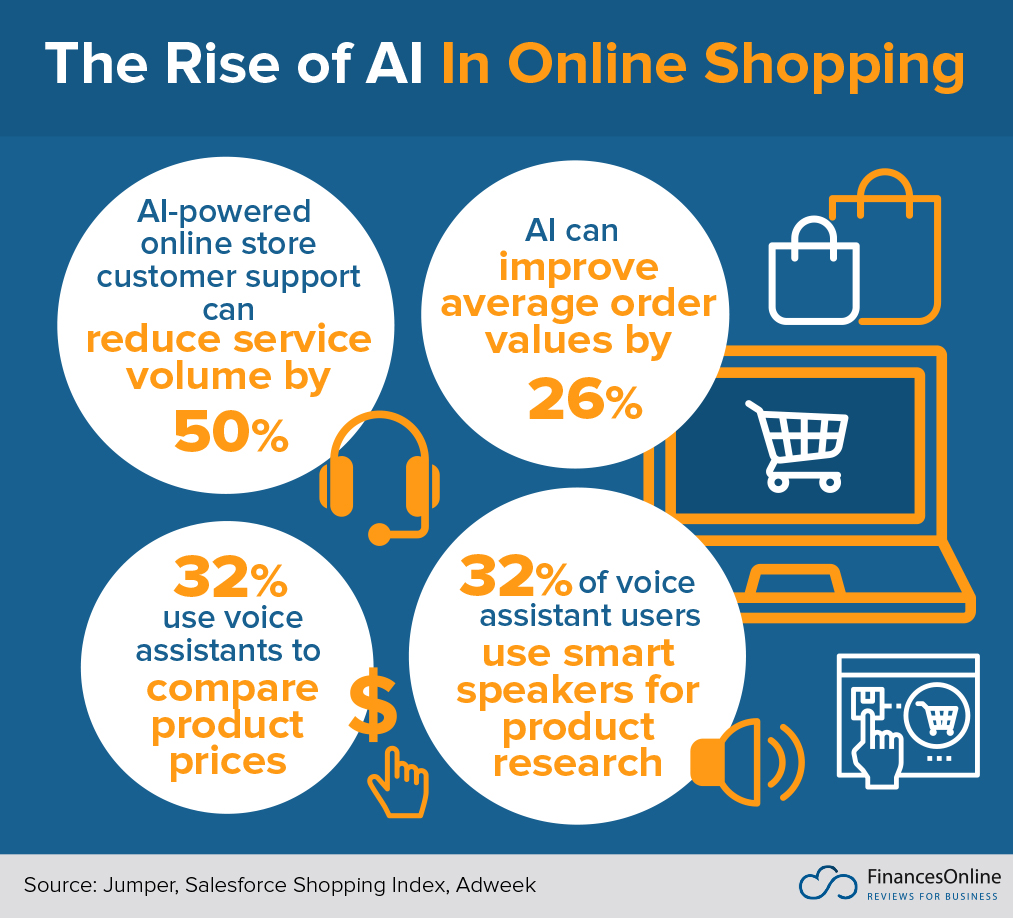 The Rise of AI In Online Shopping
AI-powered
online store
customer support
can
reduce service
volume by
50%
AI can
improve
average order
values by
26%
32%
use voice
assistants to
compare
product
prices
$
32% of voice
assistant users
use smart
speakers for
product
research
Source: Jumper, Salesforce Shopping Index, Adweek
FinancesOnline
REVIEWS FOR BUSINESS